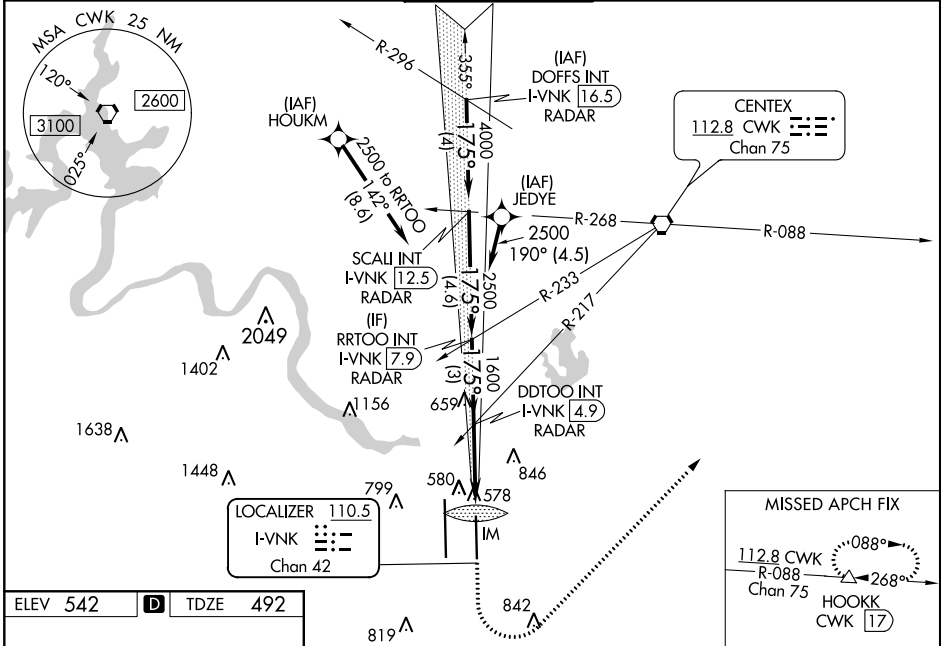 MSA CWK 25 NM
120°
3100
2600
025°
R-296
355°
(IAF)
DOFFS INT
I-VNK 16.5
RADAR
175°
4000
(4)
CENTEX
112.8 CWK
Chan 75
(IAF)
HOUKM
2500 to RRTOO
142°
(8.6)
(IAF)
JEDYE
2500
190° (4.5)
R-268
R-088
SCALI INT
I-VNK 12.5
RADAR
175°
2500
(4.6)
R-233
R-217
(IF)
RRTOO INT
I-VNK 7.9
RADAR
175°
1600
(3)
DDTOO INT
I-VNK 4.9
RADAR
2049
1402
1156
659
1638
1448
799
580
578
846
LOCALIZER 110.5
I-VNK
Chan 42
IM
842
819
MISSED APCH FIX
112.8 CWK
R-088
Chan 75
088°
268°
HOOKK
CWK 17
ELEV 542 D TDZE 492